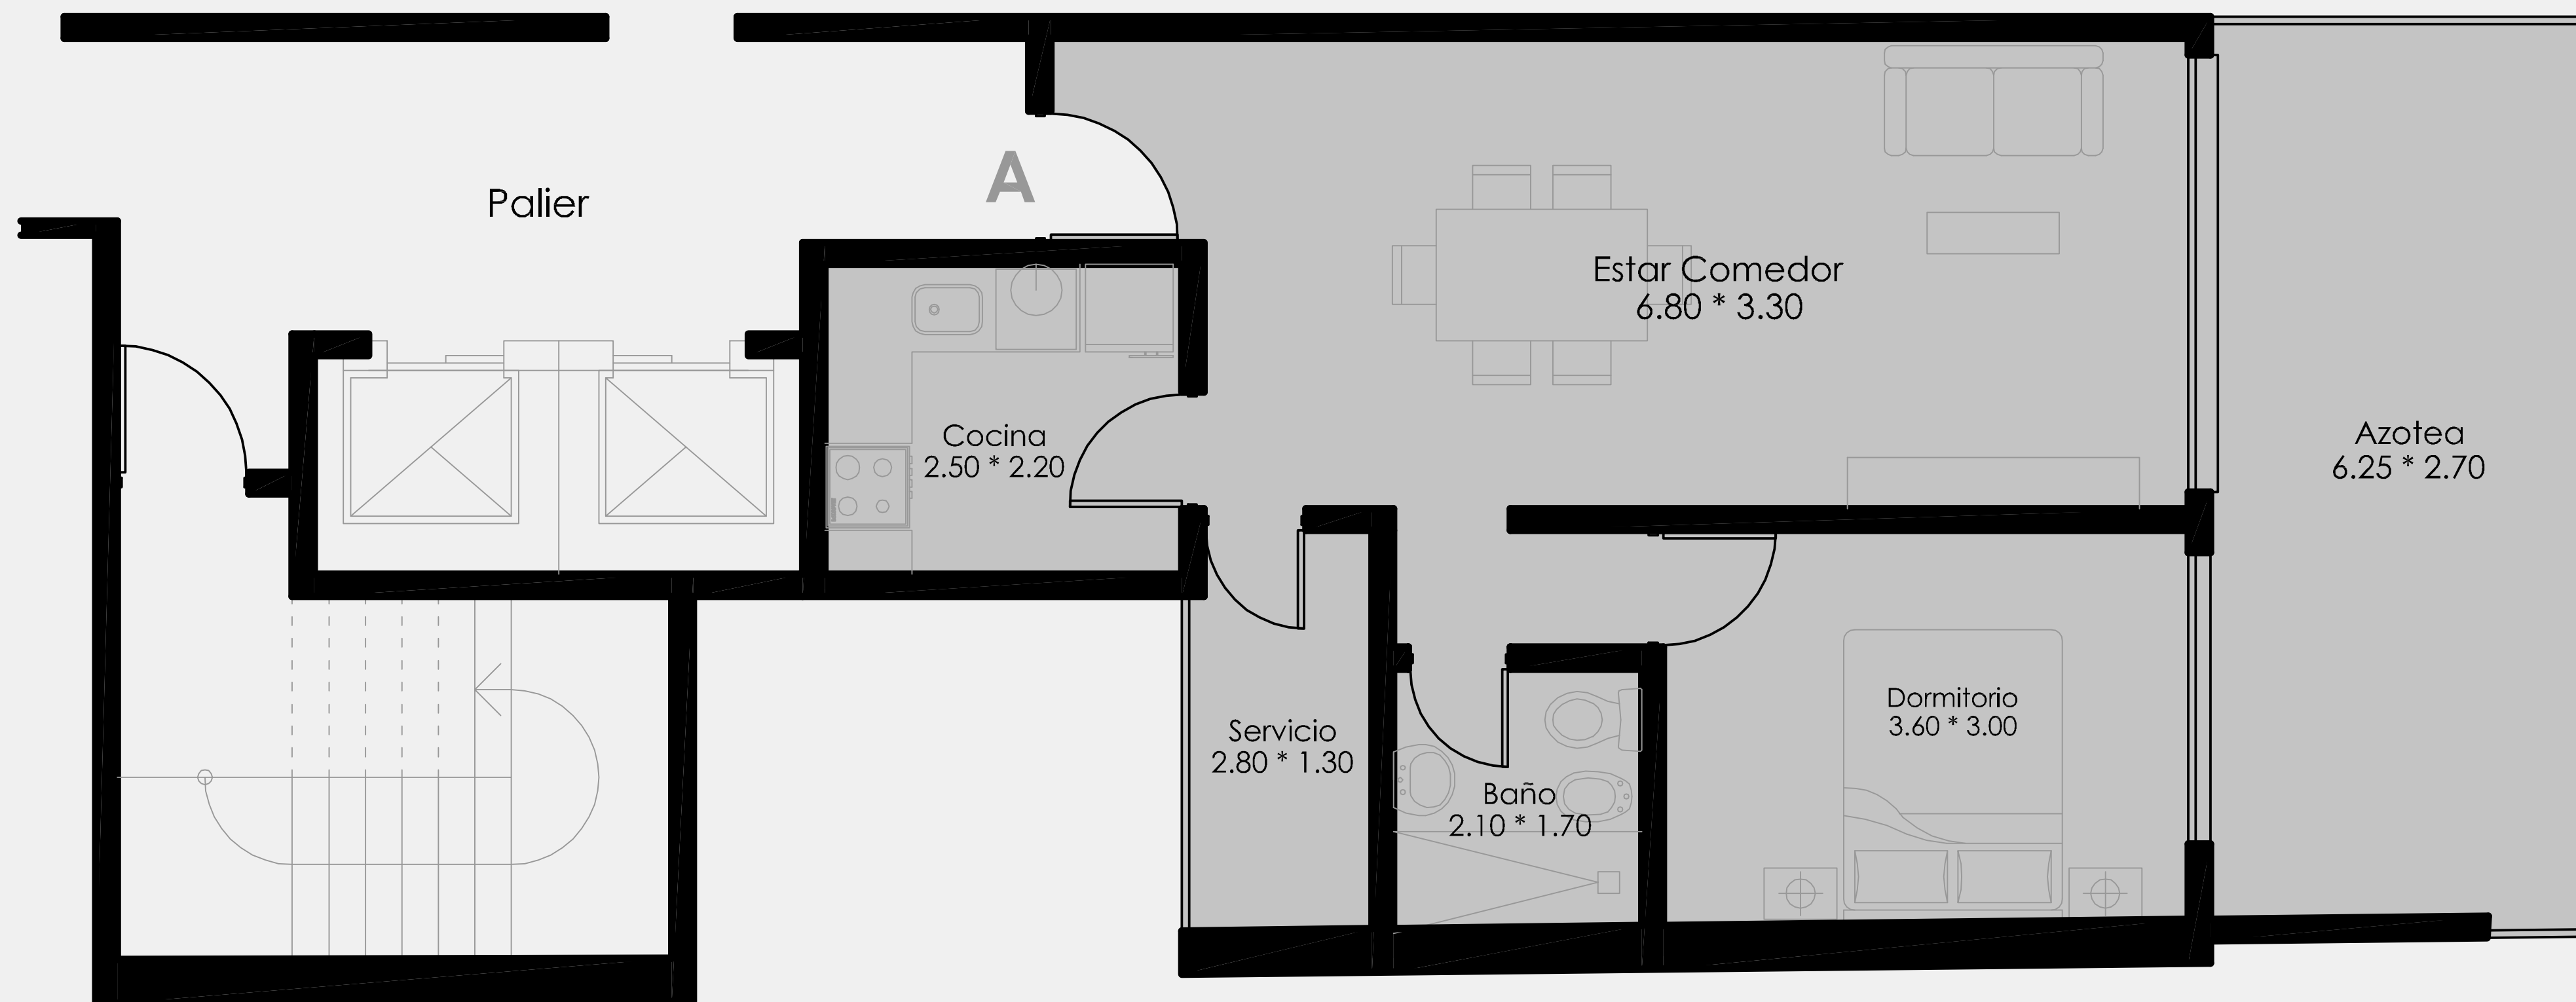 A
Palier
Estar Comedor
6.80 * 3.30
Cocina
2.50 * 2.20
Azotea
6.25 * 2.70
Dormitorio
3.60 * 3.00
Servicio
2.80 * 1.30
Baño
2.10 * 1.70